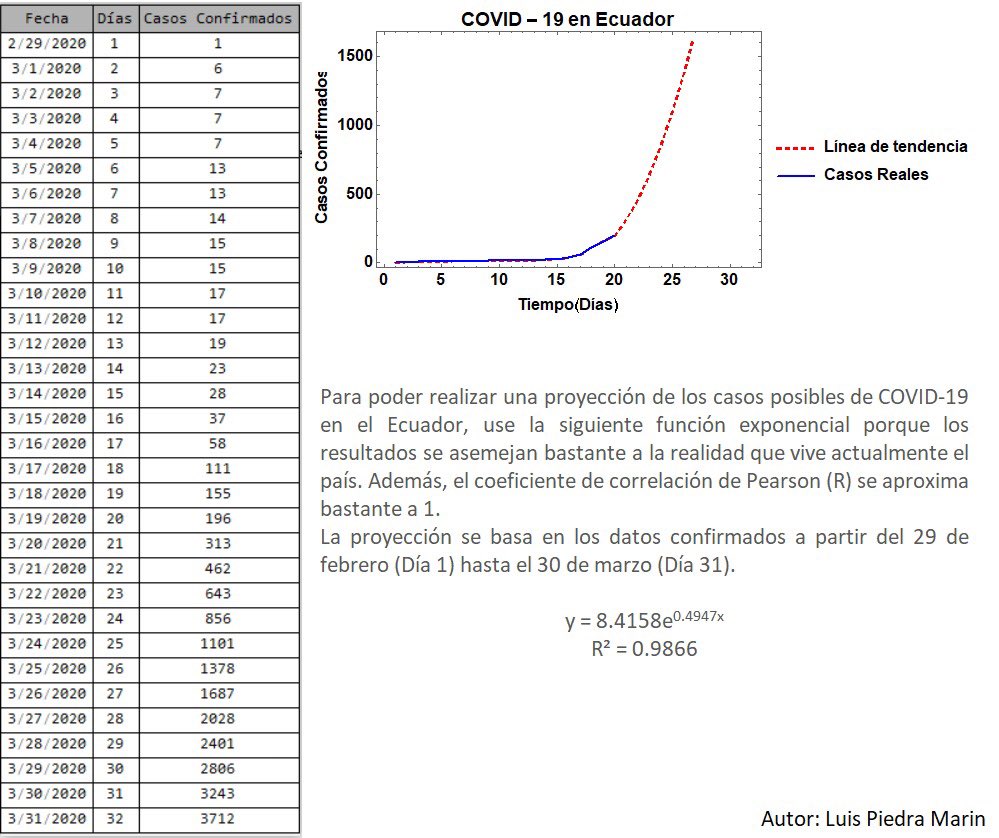 Fecha Días Casos Confirmados
2/29/2020 1 1
3/1/2020 2 6
3/2/2020 3 7
3/3/2020 4 7
3/4/2020 5 7
3/5/2020 6 13
3/6/2020 7 13
3/7/2020 8 14
3/8/2020 9 15
3/9/2020 10 15
3/10/2020 11 17
3/11/2020 12 17
3/12/2020 13 19
3/13/2020 14 23
3/14/2020 15 28
3/15/2020 16 37
3/16/2020 17 58
3/17/2020 18 111
3/18/2020 19 155
3/19/2020 20 196
3/20/2020 21 313
3/21/2020 22 462
3/22/2020 23 643
3/23/2020 24 856
3/24/2020 25 1101
3/25/2020 26 1378
3/26/2020 27 1687
3/27/2020 28 2028
3/28/2020 29 2401
3/29/2020 30 2806
3/30/2020 31 3243
3/31/2020 32 3712
COVID – 19 en Ecuador
Casos Confirmados
1500
1000
500
0
0 5 10 15 20 25 30
Tiempo(Días)
Línea de tendencia
Casos Reales
Para poder realizar una proyección de los casos posibles de COVID-19
en el Ecuador, use la siguiente función exponencial porque los
resultados se asemejan bastante a la realidad que vive actualmente el
país. Además, el coeficiente de correlación de Pearson (R) se aproxima
bastante a 1.
La proyección se basa en los datos confirmados a partir del 29 de
febrero (Día 1) hasta el 30 de marzo (Día 31).
y = 8.4158e^0.4947x
R² = 0.9866
Autor: Luis Piedra Marin